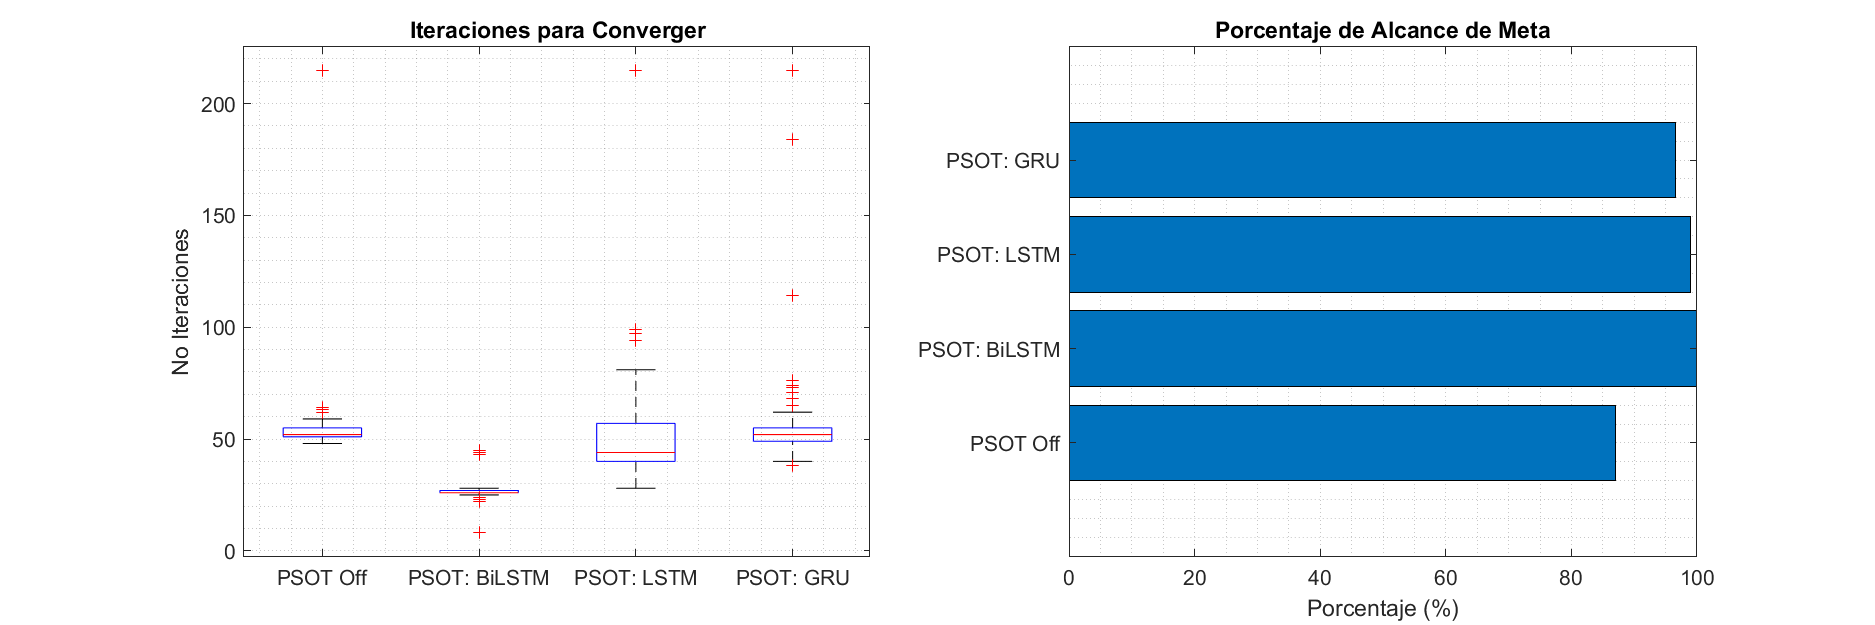 Iteraciones para Converger
No Iteraciones
200
150
100
50
0
PSOT Off
PSOT: BiLSTM
PSOT: LSTM
PSOT: GRU
Porcentaje de Alcance de Meta
PSOT: GRU
PSOT: LSTM
PSOT: BiLSTM
PSOT Off
0
20
40
60
80
100
Porcentaje (%)